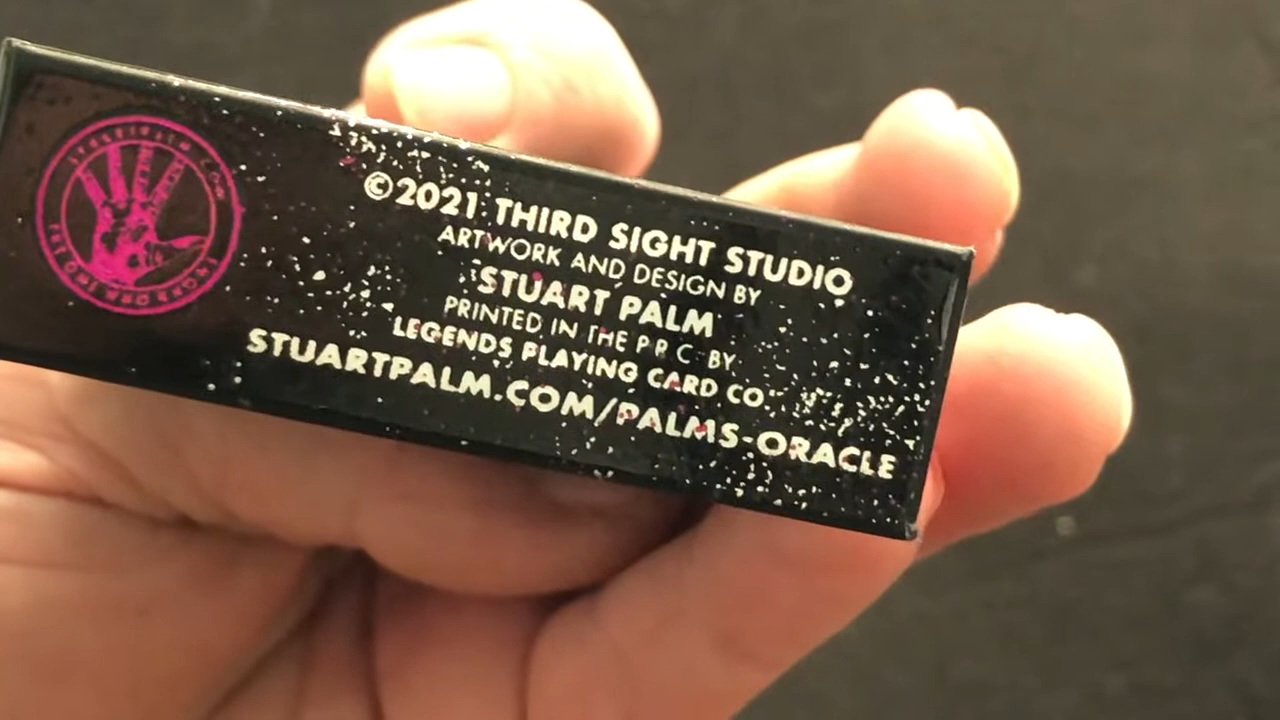 ©2021 THIRD SIGHT STUDIO
ARTWORK AND DESIGN BY
STUART PALM
PRINTED IN THE P R C BY
LEGENDS PLAYING CARD CO.
STUARTPALM.COM/PALMS-ORACLE